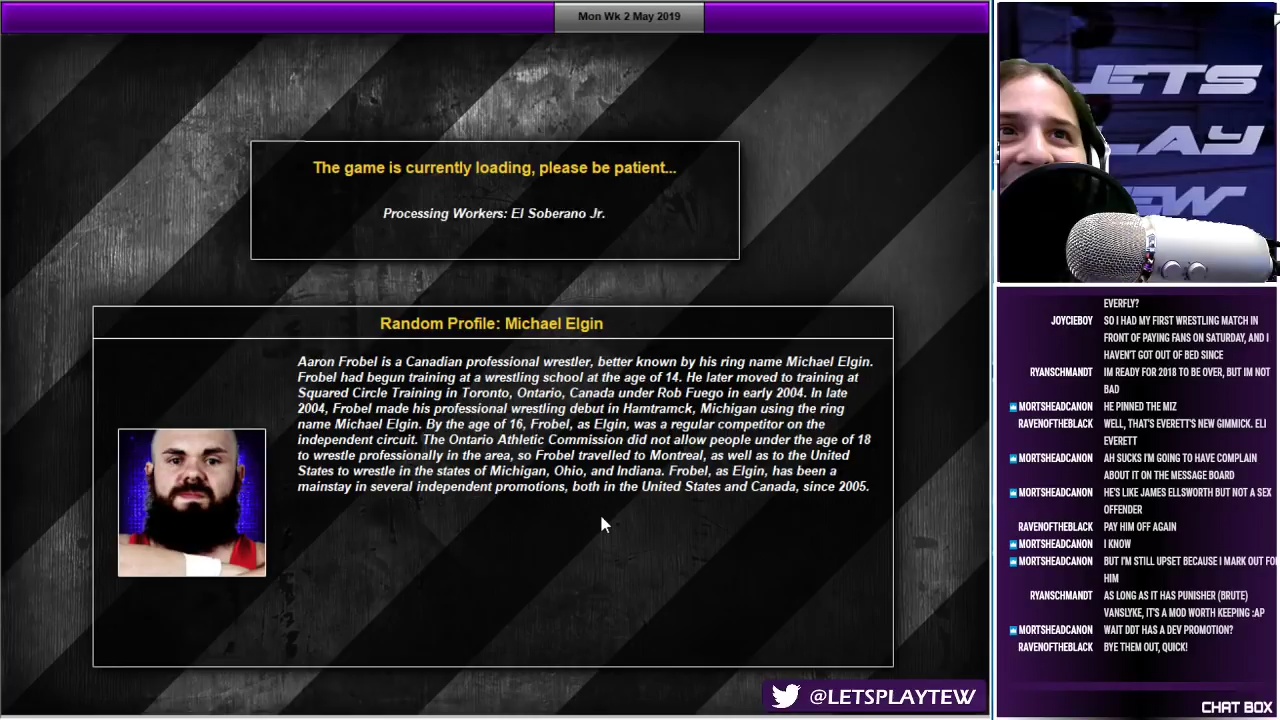 Mon Wk 2 May 2019
The game is currently loading, please be patient...
Processing Workers: El Soberano Jr.
Random Profile: Michael Elgin
Aaron Frobel is a Canadian professional wrestler, better known by his ring name Michael Elgin.
Frobel had begun training at a wrestling school at the age of 14. He later moved to training at
Squared Circle Training in Toronto, Ontario, Canada under Rob Fuego in early 2004. In late
2004, Frobel made his professional wrestling debut in Hamtramck, Michigan using the ring
name Michael Elgin. By the age of 16, Frobel, as Elgin, was a regular competitor on the
independent circuit. The Ontario Athletic Commission did not allow people under the age of 18
to wrestle professionally in the area, so Frobel travelled to Montreal, as well as to the United
States to wrestle in the states of Michigan, Ohio, and Indiana. Frobel, as Elgin, has been a
mainstay in several independent promotions, both in the United States and Canada, since 2005.
@LETSPLAYTEW
LETS
LAY
EW
EVERFLY?
JOYCIEBOY SO I HAD MY FIRST WRESTLING MATCH IN
FRONT OF PAYING FANS ON SATURDAY, AND I
HAVEN'T GOT OUT OF BED SINCE
RYANSCHMANDT IM READY FOR 2018 TO BE OVER, BUT IM NOT
BAD
MORTSHEADCANON HE PINNED THE MIZ
RAVENOFTHEBLACK WELL, THAT'S EVERETT'S NEW GIMMICK. ELI
EVERETT
MORTSHEADCANON AH SUCKS I'M GOING TO HAVE COMPLAIN
ABOUT IT ON THE MESSAGE BOARD
MORTSHEADCANON HE'S LIKE JAMES ELLSWORTH BUT NOT A SEX
OFFENDER
RAVENOFTHEBLACK PAY HIM OFF AGAIN
MORTSHEADCANON I KNOW
MORTSHEADCANON BUT I'M STILL UPSET BECAUSE I MARK OUT FO
HIM
RYANSCHMANDT AS LONG AS IT HAS PUNISHER (BRUTE)
VANSLYKE, IT'S A MOD WORTH KEEPING :AP
MORTSHEADCANON WAIT DDT HAS A DEV PROMOTION?
RAVENOFTHEBLACK BYE THEM OUT, QUICK!
CHAT BOX